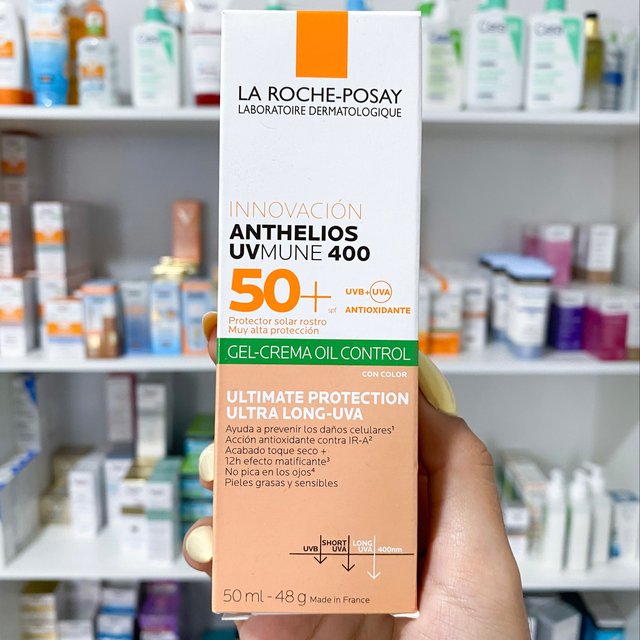 LA ROCHE-POSAY
LABORATOIRE DERMATOLOGIQUE
INNOVACIÓN
ANTHELIOS
UVMUNE 400
50+
spf
UVB+UVA
ANTIOXIDANTE
Protector solar rostro
Muy alta protección
GEL-CREMA OIL CONTROL
CON COLOR
ULTIMATE PROTECTION
ULTRA LONG-UVA
Ayuda a prevenir los daños celulares¹
Acción antioxidante contra IR-A²
Acabado toque seco +
12h efecto matificante³
No pica en los ojos⁴
Pieles grasas y sensibles
UVB
SHORT UVA
LONG UVA
400nm
50 ml - 48 g Made in France